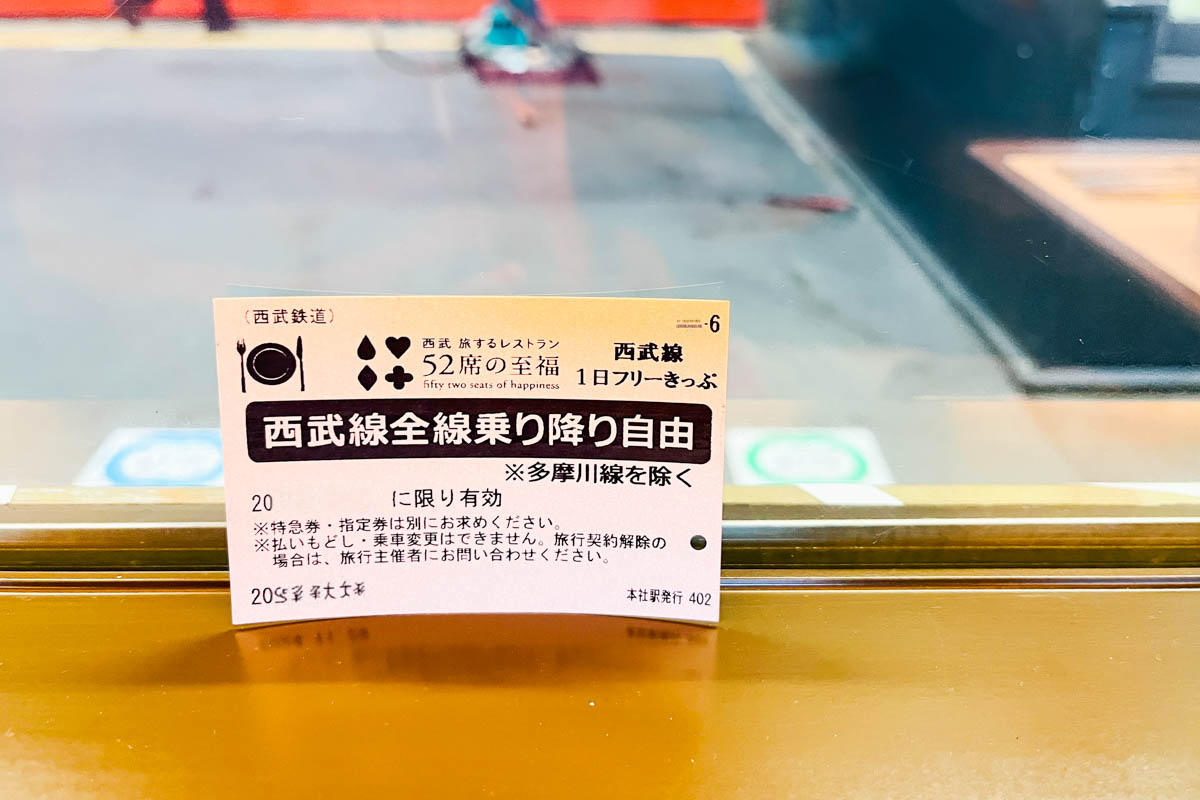 (西武鉄道)
-6
西武 旅するレストラン
52席の至福
fifty two seats of happiness
西武線
1日フリーきっぷ
西武線全線乗り降り自由
※多摩川線を除く
20 に限り有効
※特急券・指定券は別にお求めください。
※払いもどし・乗車変更はできません。旅行契約解除の
場合は、旅行主催者にお問い合わせください。
20
本社駅発行 402